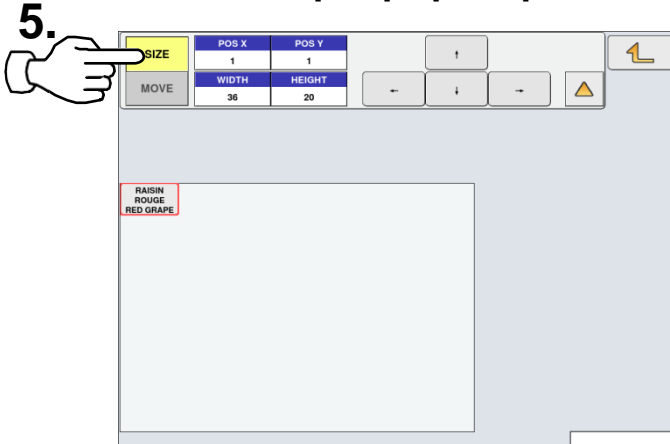 5.
SIZE
POS X
POS Y
1
1
MOVE
WIDTH
HEIGHT
36
20
↑
←
↓
→
RAISIN
ROUGE
RED GRAPE